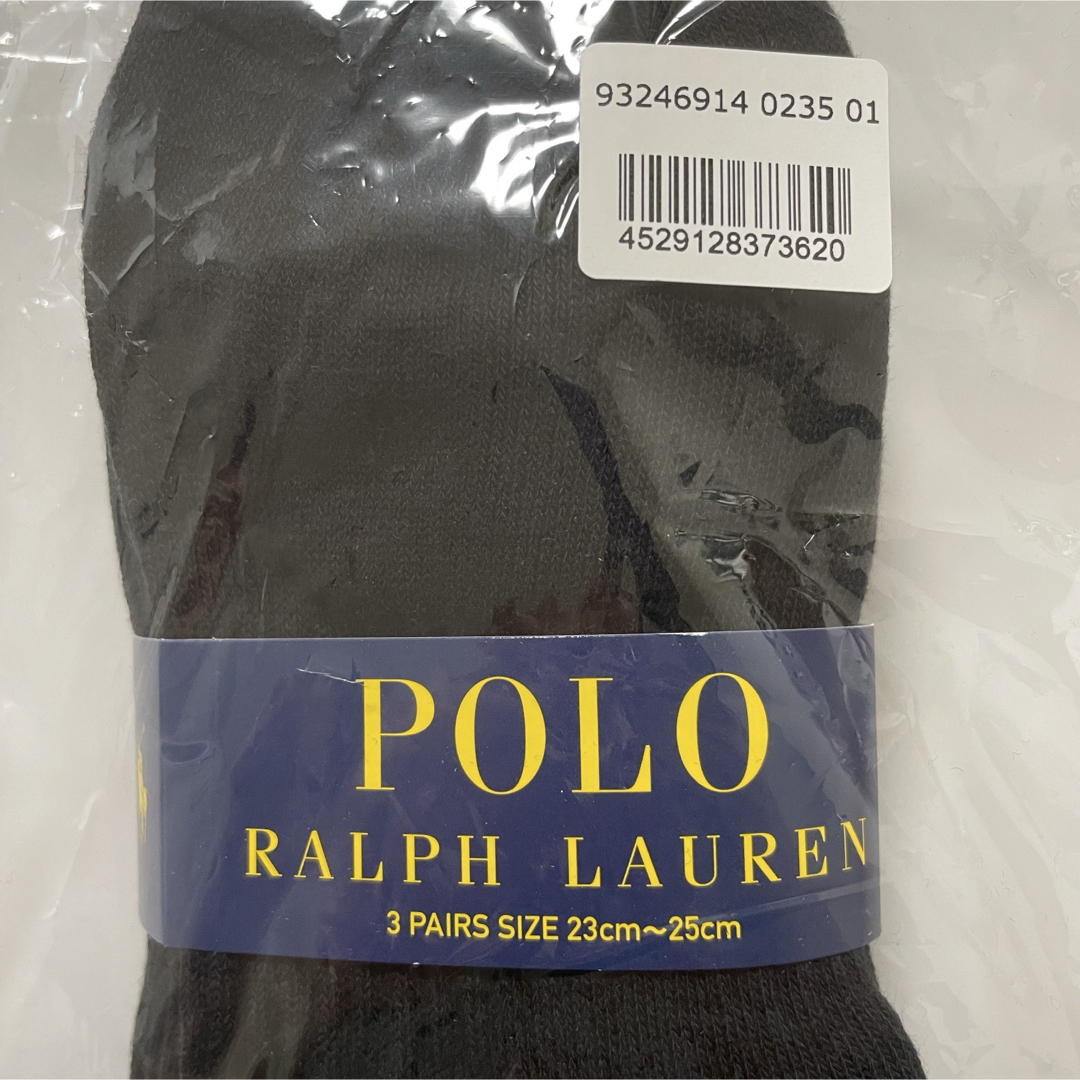 93246914 0235 01
4529128373620
POLO
RALPH LAUREN
3 PAIRS SIZE 23cm～25cm